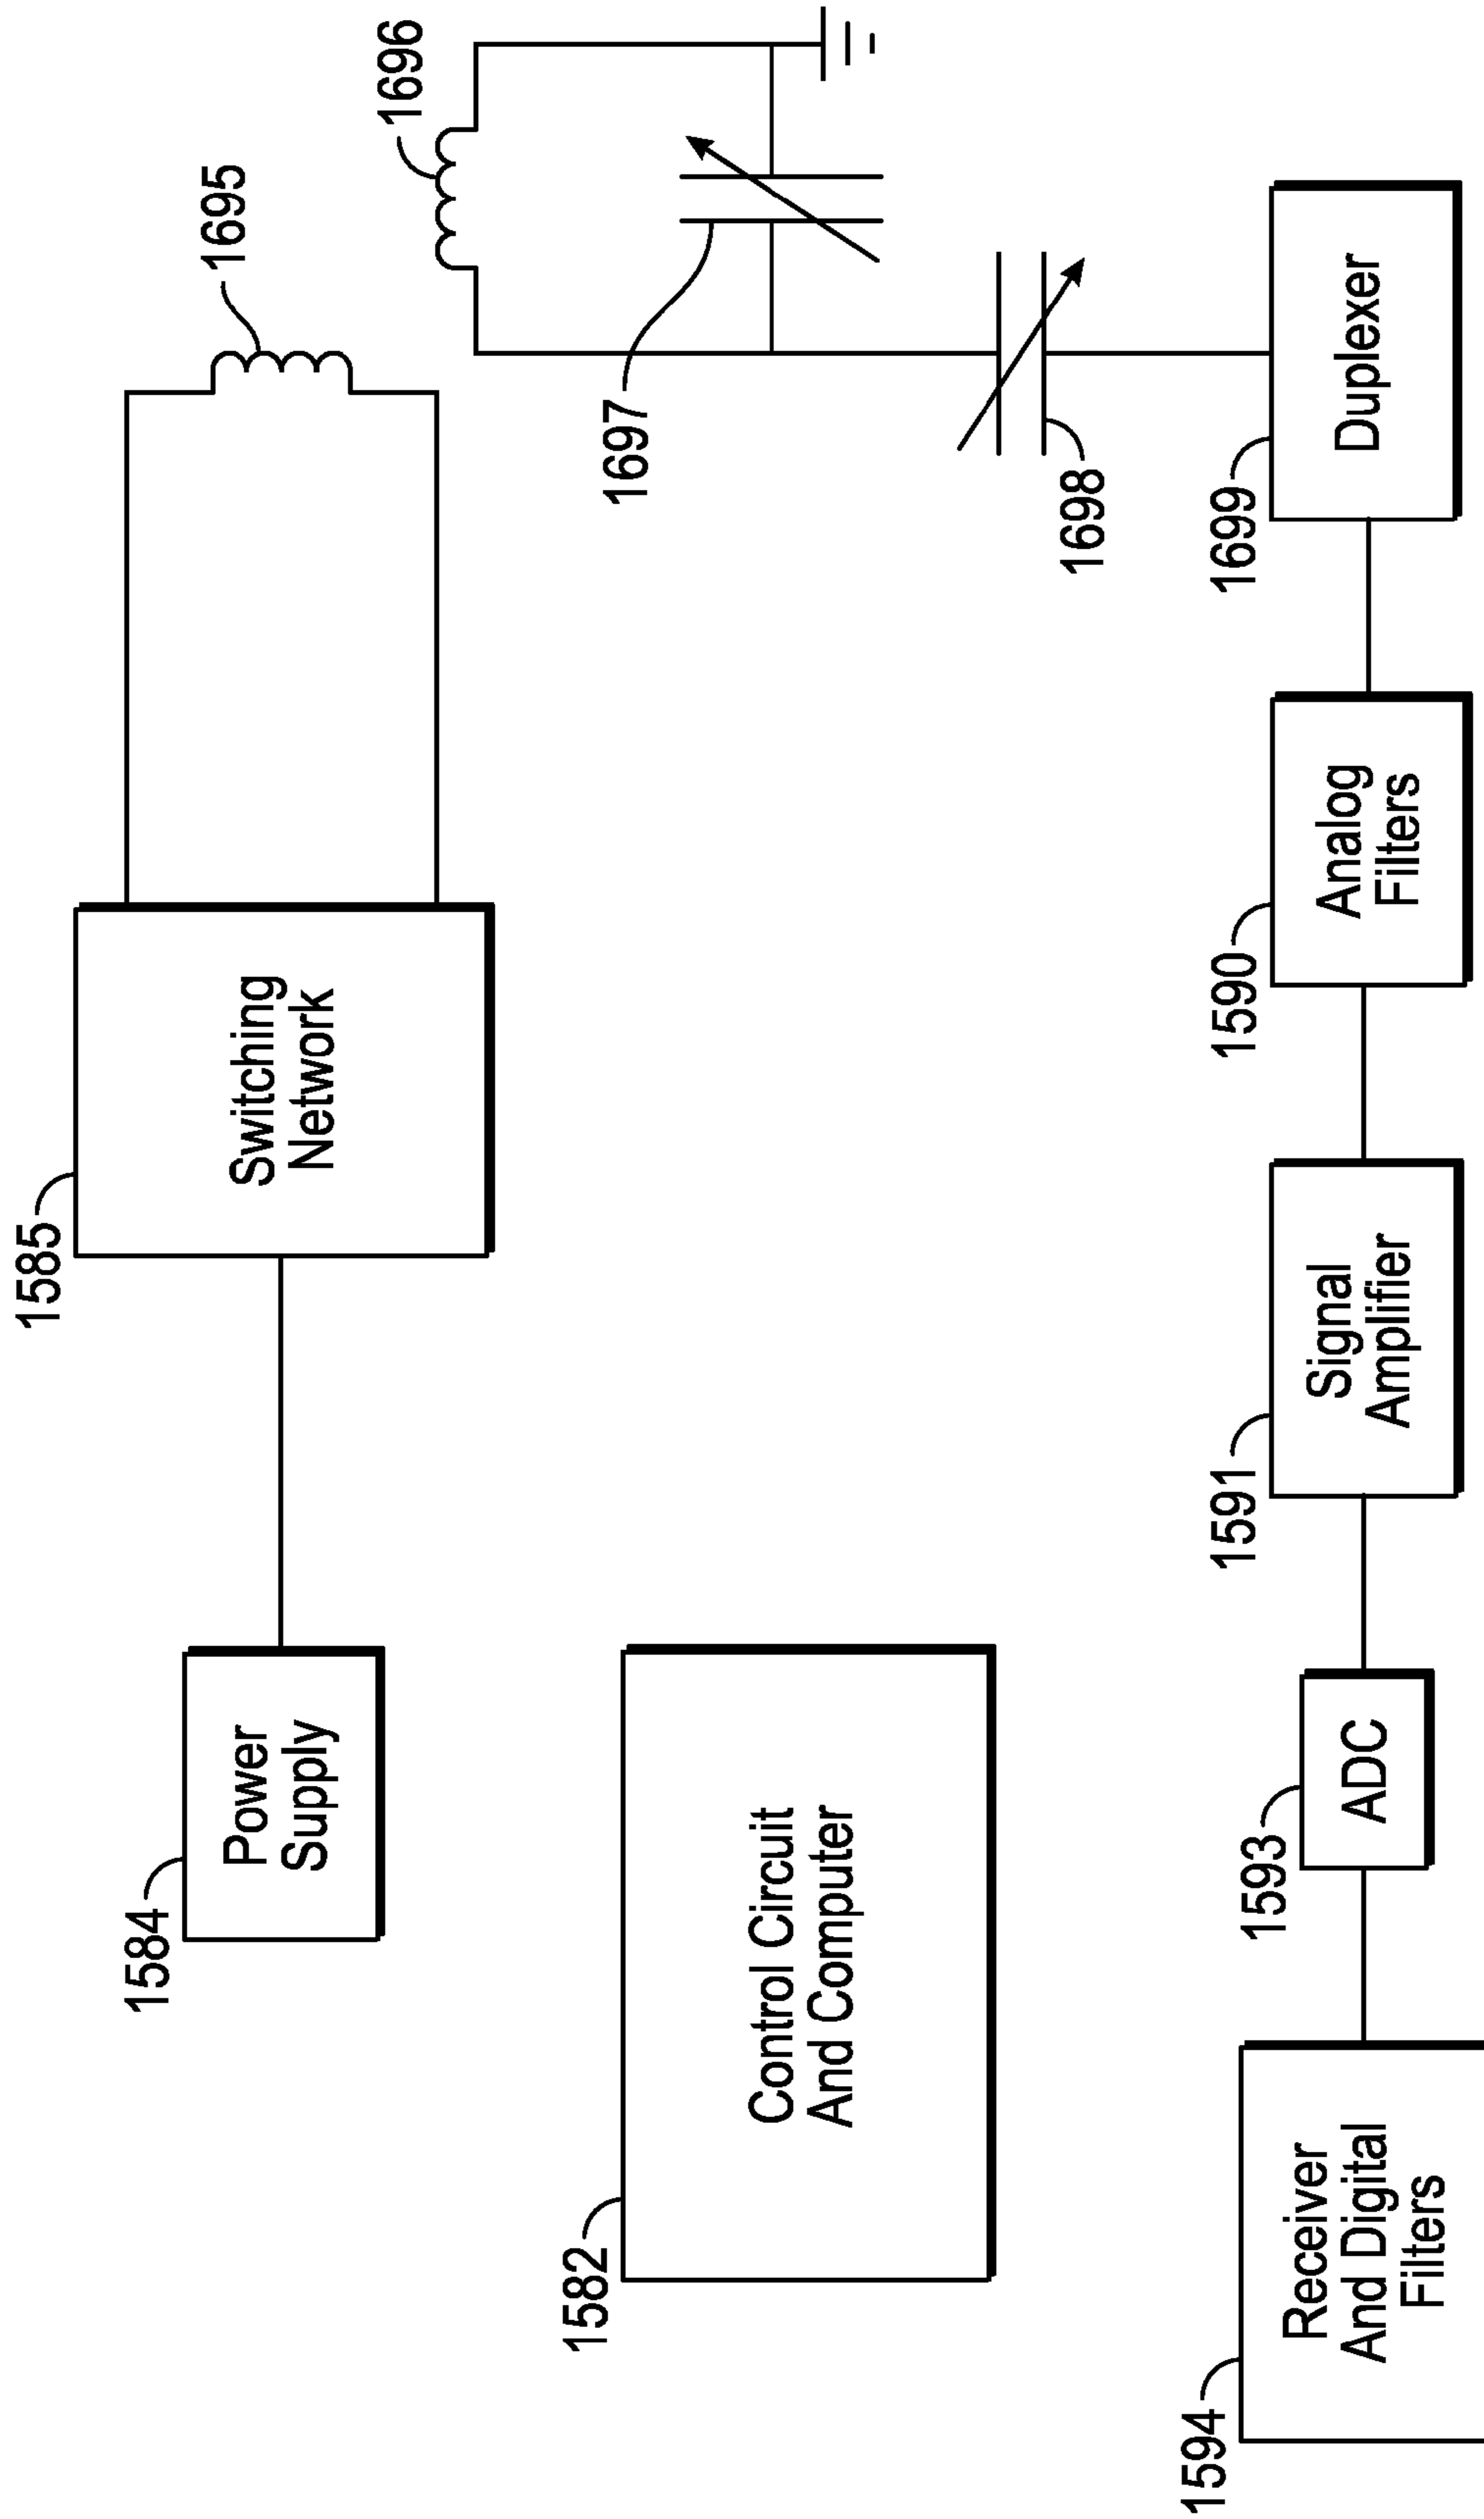 1584
Power
Supply
1585
Switching
Network
1695
1696
1582
Control Circuit
And Computer
1697
1698
1594
Receiver
And Digital
Filters
1593
ADC
1591
Signal
Amplifier
1590
Analog
Filters
1699
Duplexer